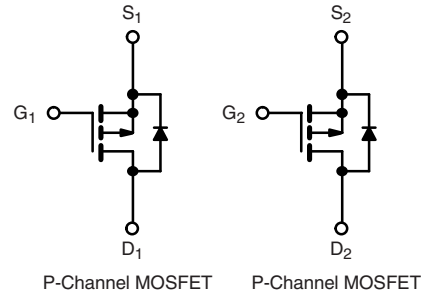 S1 S2
G1 G2
D1 D2
P-Channel MOSFET P-Channel MOSFET